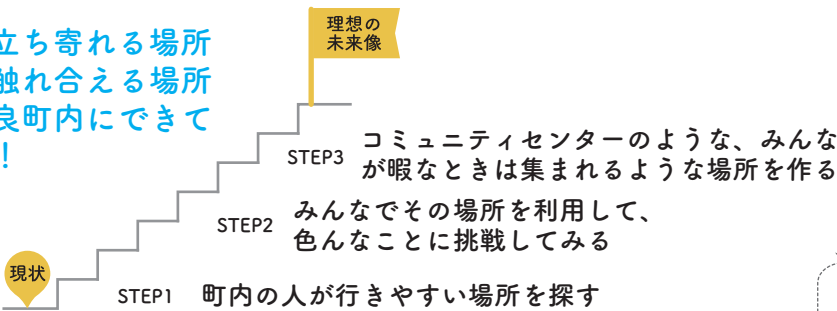 立ち寄れる場所
触れ合える場所
良町内にできて
！
理想の
未来像
STEP3 コミュニティセンターのような、みんな
が暇なときは集まれるような場所を作る
STEP2 みんなでその場所を利用して、
色んなことに挑戦してみる
現状
STEP1 町内の人が行きやすい場所を探す